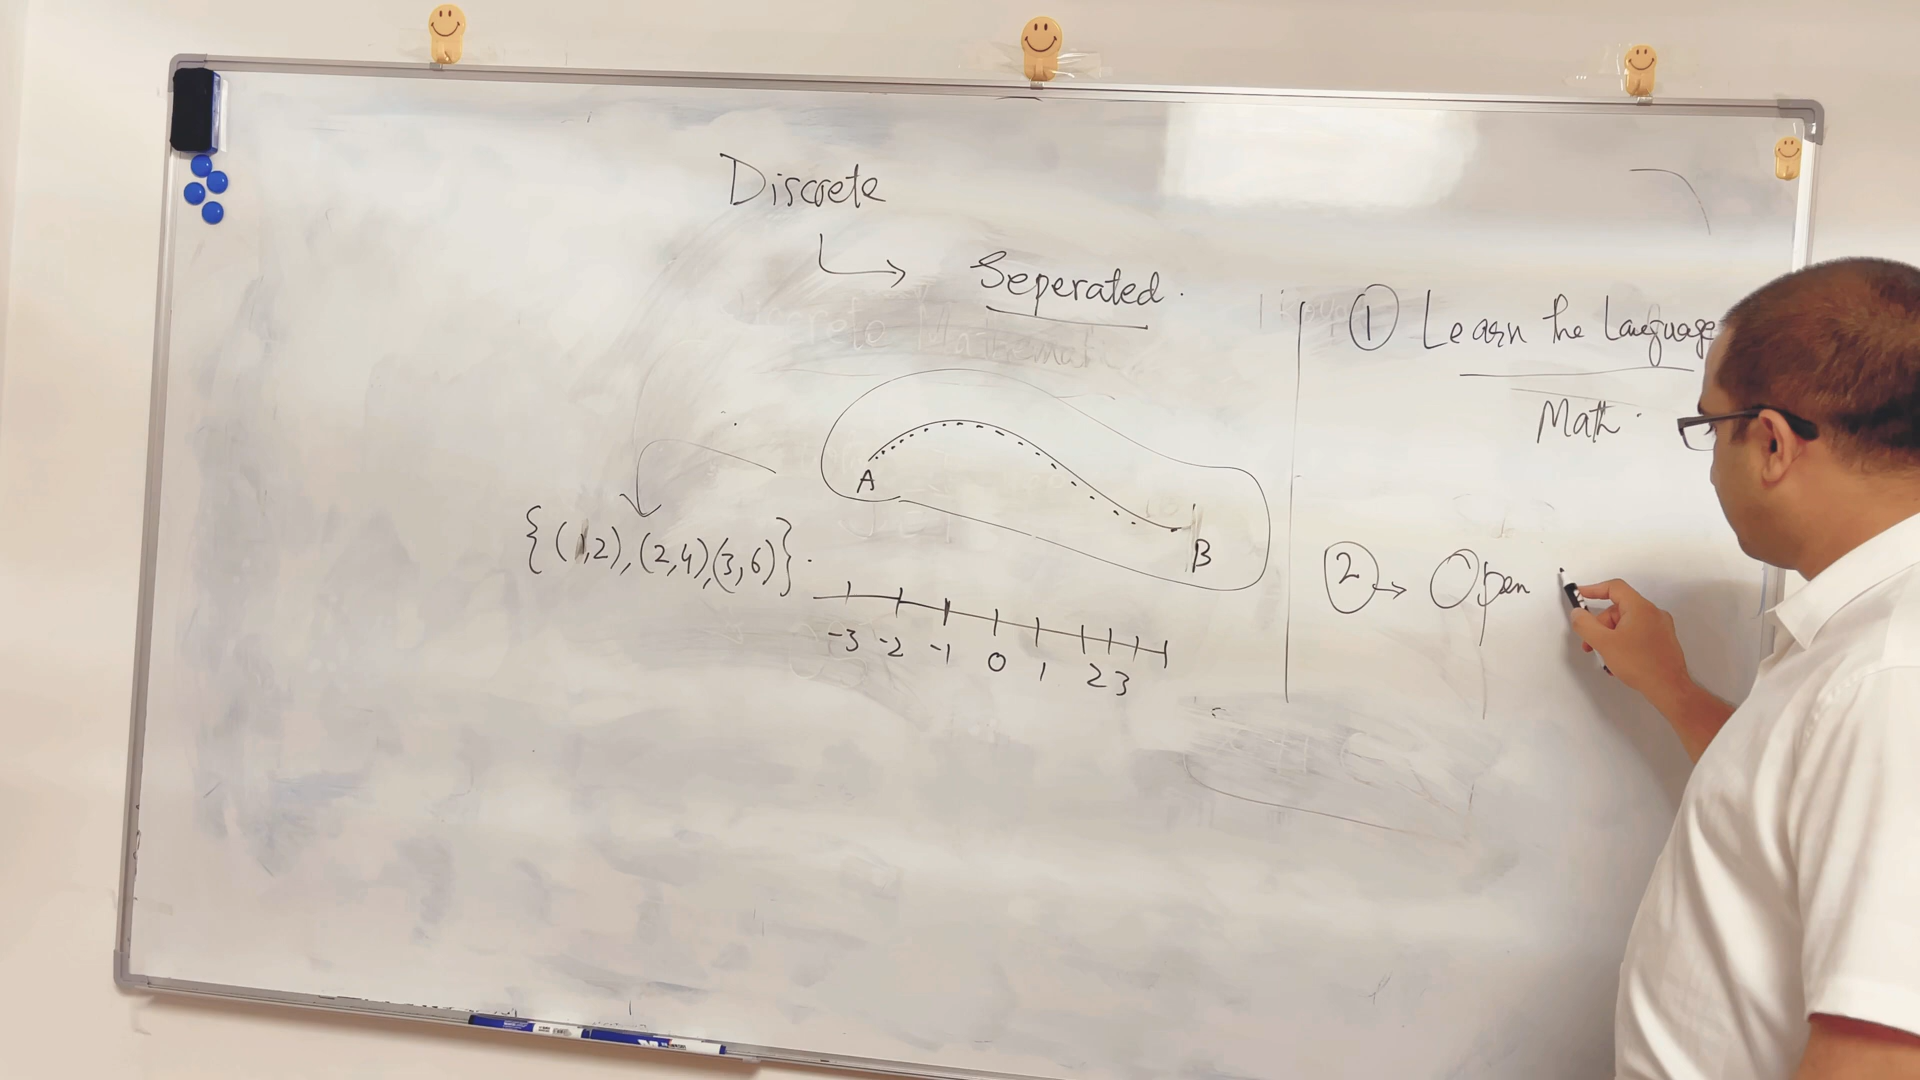 Discrete
Seperated.
A
B
{(1,2),(2,4),(3,6)}.
-3 -2 -1 0 1 2 3
① Learn the Language
Math.
② → Open